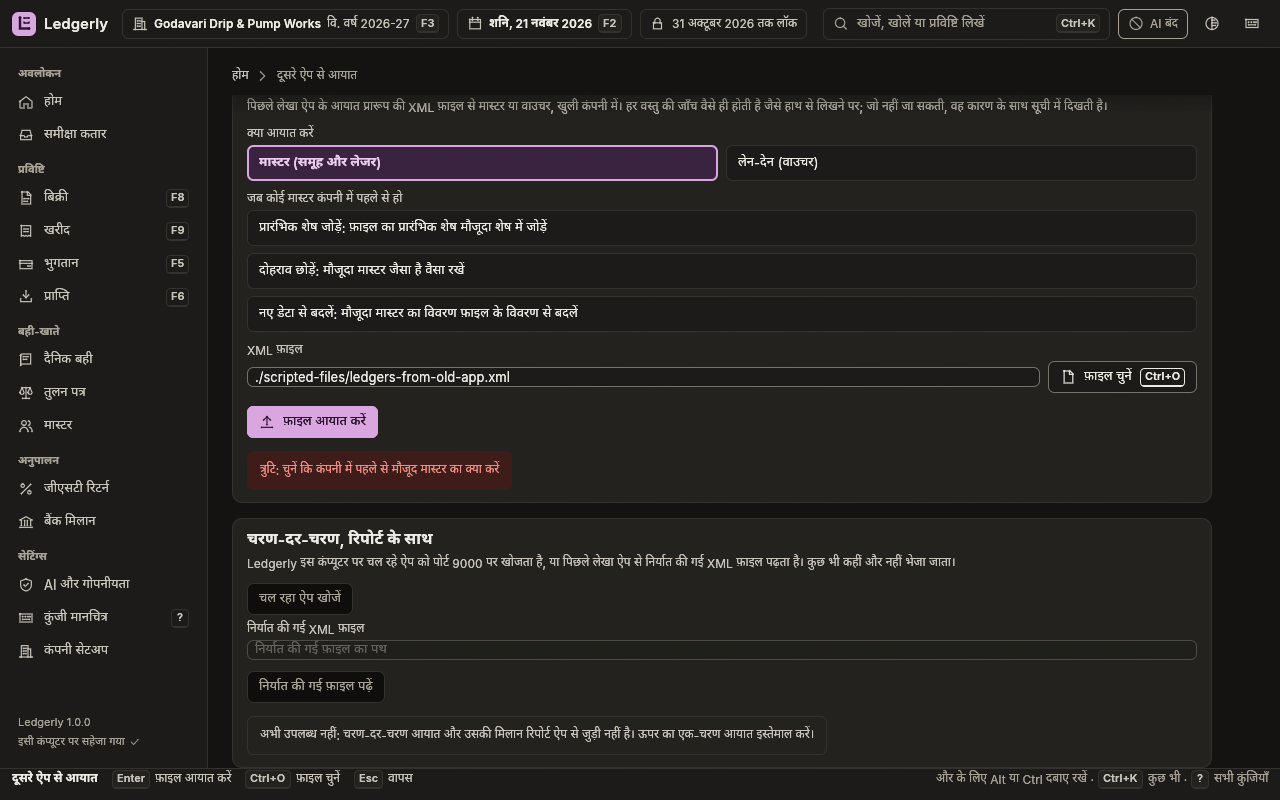 Ledgerly
Godavari Drip & Pump Works वि. वर्ष 2026-27 F3
शनि, 21 नवंबर 2026 F2
31 अक्टूबर 2026 तक लॉक
खोजें, खोलें या प्रविष्टि लिखें Ctrl+K
AI बंद
अवलोकन
होम
समीक्षा कतार
प्रविष्टि
बिक्री F8
खरीद F9
भुगतान F5
प्राप्ति F6
बही-खाते
दैनिक बही
तुलन पत्र
मास्टर
अनुपालन
जीएसटी रिटर्न
बैंक मिलान
सेटिंग्स
AI और गोपनीयता
कुंजी मानचित्र ?
कंपनी सेटअप
Ledgerly 1.0.0
इसी कंप्यूटर पर सहेजा गया
होम > दूसरे ऐप से आयात
पिछले लेखा ऐप के आयात प्रारूप की XML फ़ाइल से मास्टर या वाउचर, खुली कंपनी में। हर वस्तु की जाँच वैसे ही होती है जैसे हाथ से लिखने पर; जो नहीं जा सकती, वह कारण के साथ सूची में दिखती है।
क्या आयात करें
मास्टर (समूह और लेजर)
लेन-देन (वाउचर)
जब कोई मास्टर कंपनी में पहले से हो
प्रारंभिक शेष जोड़ें: फ़ाइल का प्रारंभिक शेष मौजूदा शेष में जोड़ें
दोहराव छोड़ें: मौजूदा मास्टर जैसा है वैसा रखें
नए डेटा से बदलें: मौजूदा मास्टर का विवरण फ़ाइल के विवरण से बदलें
XML फ़ाइल
./scripted-files/ledgers-from-old-app.xml
फ़ाइल चुनें Ctrl+O
फ़ाइल आयात करें
त्रुटि: चुनें कि कंपनी में पहले से मौजूद मास्टर का क्या करें
चरण-दर-चरण, रिपोर्ट के साथ
Ledgerly इस कंप्यूटर पर चल रहे ऐप को पोर्ट 9000 पर खोजता है, या पिछले लेखा ऐप से निर्यात की गई XML फ़ाइल पढ़ता है। कुछ भी कहीं और नहीं भेजा जाता।
चल रहा ऐप खोजें
निर्यात की गई XML फ़ाइल
निर्यात की गई फ़ाइल का पथ
निर्यात की गई फ़ाइल पढ़ें
अभी उपलब्ध नहीं: चरण-दर-चरण आयात और उसकी मिलान रिपोर्ट ऐप से जुड़ी नहीं है। ऊपर का एक-चरण आयात इस्तेमाल करें।
दूसरे ऐप से आयात Enter फ़ाइल आयात करें Ctrl+O फ़ाइल चुनें Esc वापस
और के लिए Alt या Ctrl दबाए रखें · Ctrl+K कुछ भी · ? सभी कुंजियाँ